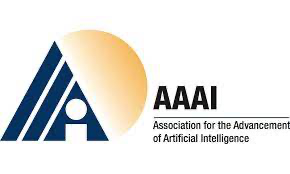 AAAI
Association for the Advancement
of Artificial Intelligence